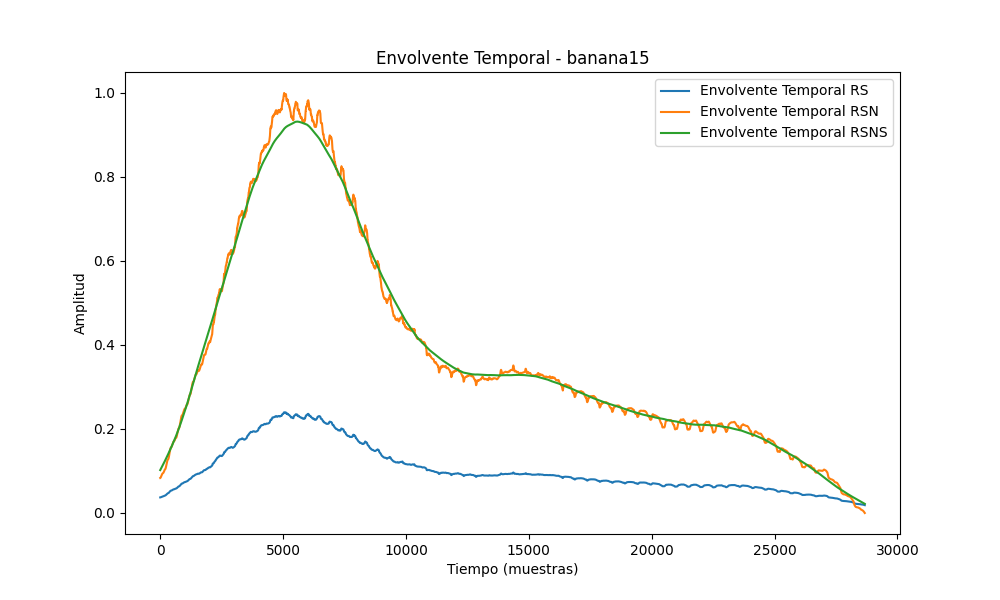 Envolvente Temporal - banana15
Envolvente Temporal RS
Envolvente Temporal RSN
Envolvente Temporal RSNS
Amplitud
1.0
0.8
0.6
0.4
0.2
0.0
0 5000 10000 15000 20000 25000 30000
Tiempo (muestras)